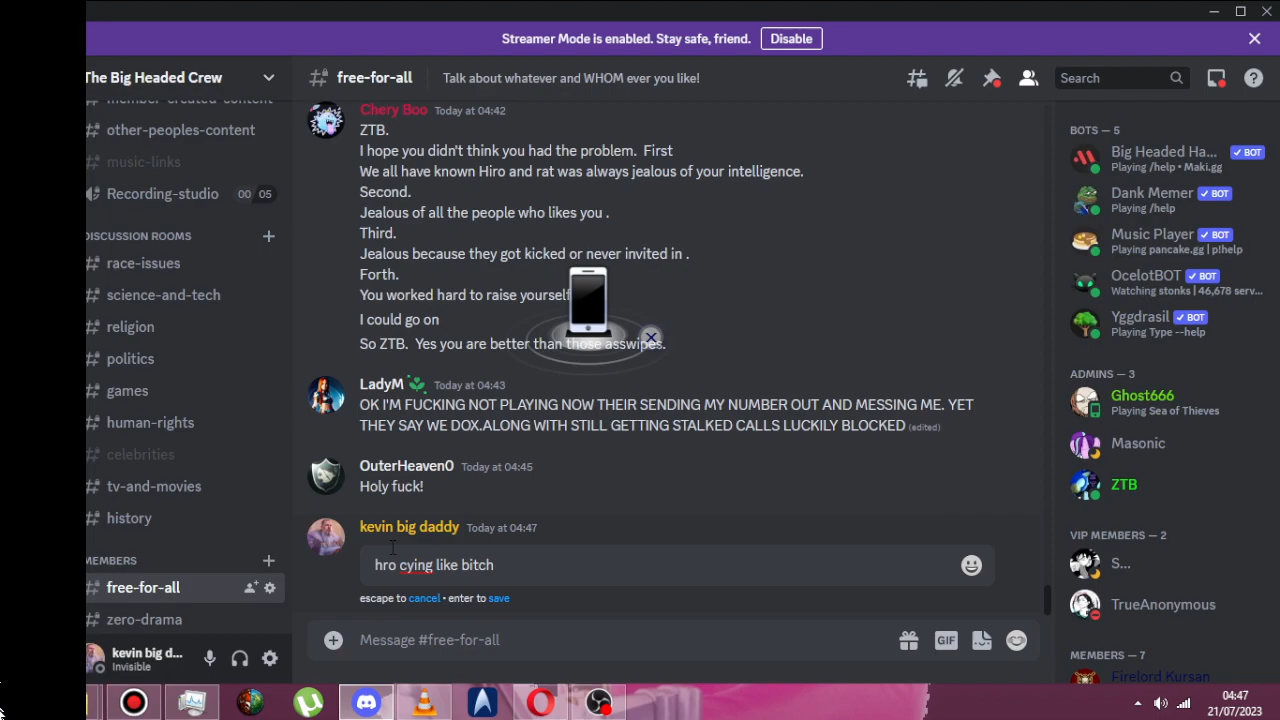 Streamer Mode is enabled. Stay safe, friend. Disable
The Big Headed Crew
free-for-all
Talk about whatever and WHOM ever you like!
Search
member-created-content
other-peoples-content
music-links
Recording-studio 00 05
DISCUSSION ROOMS
race-issues
science-and-tech
religion
politics
games
human-rights
celebrities
tv-and-movies
history
MEMBERS
free-for-all
zero-drama
kevin big d...
Invisible
Chery Boo Today at 04:42
ZTB.
I hope you didn't think you had the problem. First
We all have known Hiro and rat was always jealous of your intelligence.
Second.
Jealous of all the people who likes you .
Third.
Jealous because they got kicked or never invited in .
Forth.
You worked hard to raise yourself
I could go on
So ZTB. Yes you are better than those asswipes.
LadyM Today at 04:43
OK I'M FUCKING NOT PLAYING NOW THEIR SENDING MY NUMBER OUT AND MESSING ME. YET
THEY SAY WE DOX.ALONG WITH STILL GETTING STALKED CALLS LUCKILY BLOCKED (edited)
OuterHeaven0 Today at 04:45
Holy fuck!
kevin big daddy Today at 04:47
hro cying like bitch
escape to cancel • enter to save
Message #free-for-all
GIF
BOTS — 5
Big Headed Ha... BOT
Playing /help • Maki.gg
Dank Memer BOT
Playing /help
Music Player BOT
Playing pancake.gg | p!help
OcelotBOT BOT
Watching stonks | 46,678 serv...
Yggdrasil BOT
Playing Type --help
ADMINS — 3
Ghost666
Playing Sea of Thieves
Masonic
ZTB
VIP MEMBERS — 2
S...
TrueAnonymous
MEMBERS — 7
Firelord Kursan
04:47
21/07/2023